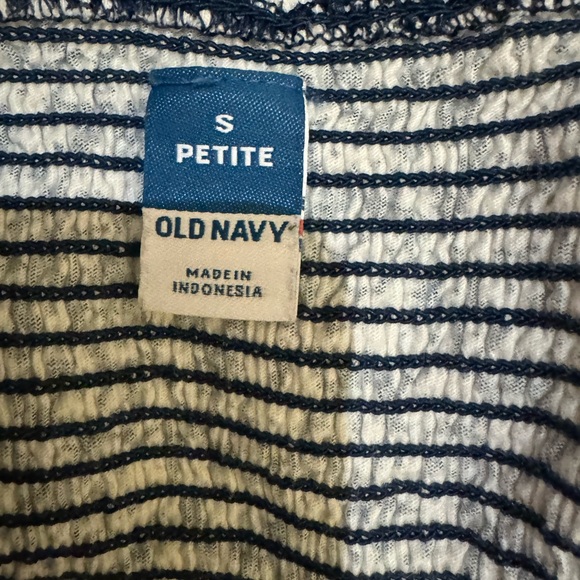 S
PETITE
OLD NAVY
MADE IN
INDONESIA